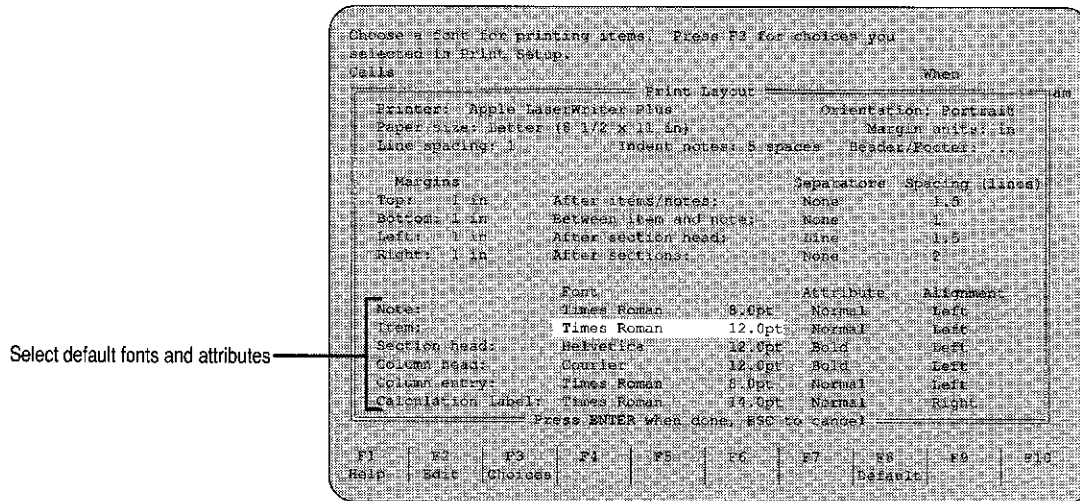 Choose a font for printing items. Press F3 for choices you
selected in Print Setup.
Calls When
Print Layout am
Printer: Apple LaserWriter Plus Orientation: Portrait
Paper size: Letter (8 1/2 x 11 in) Margin units: in
Line spacing: 1 Indent notes: 5 spaces Header/Footer: ...
Margins Separators Spacing (lines)
Top: 1 in After items/notes: None 1.5
Bottom: 1 in Between item and note: None 1
Left: 1 in After section head: Line 1.5
Right: 1 in After sections: None 2
Font Attribute Alignment
Note: Times Roman 8.0pt Normal Left
Item: Times Roman 12.0pt Normal Left
Select default fonts and attributes
Section head: Helvetica 12.0pt Bold Left
Column head: Courier 12.0pt Bold Left
Column entry: Times Roman 8.0pt Normal Left
Calculation label: Times Roman 14.0pt Normal Right
Press ENTER when done, ESC to cancel
F1 F2 F3 F4 F5 F6 F7 F8 F9 F10
Help Edit Choices Default